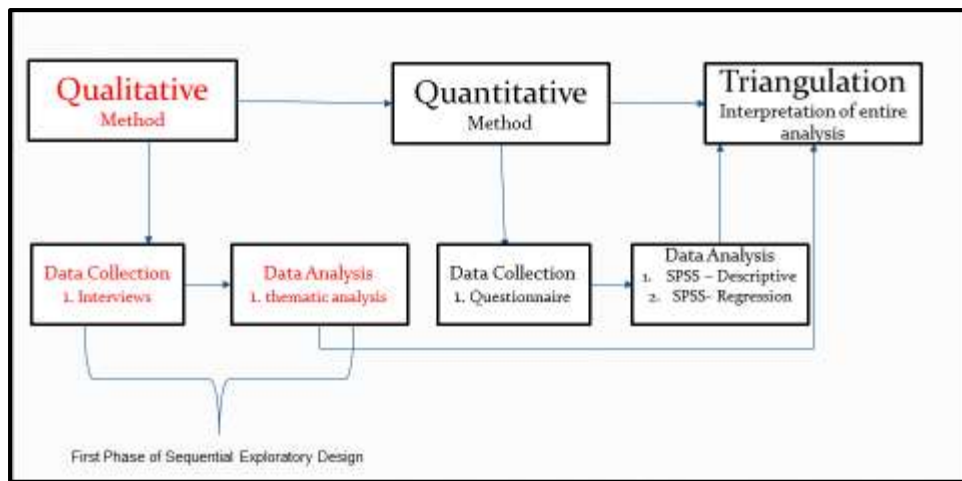 Qualitative
Method
Quantitative
Method
Triangulation
Interpretation of entire
analysis
Data Collection
1. Interviews
Data Analysis
1. thematic analysis
Data Collection
1. Questionnaire
Data Analysis
1. SPSS – Descriptive
2. SPSS- Regression
First Phase of Sequential Exploratory Design